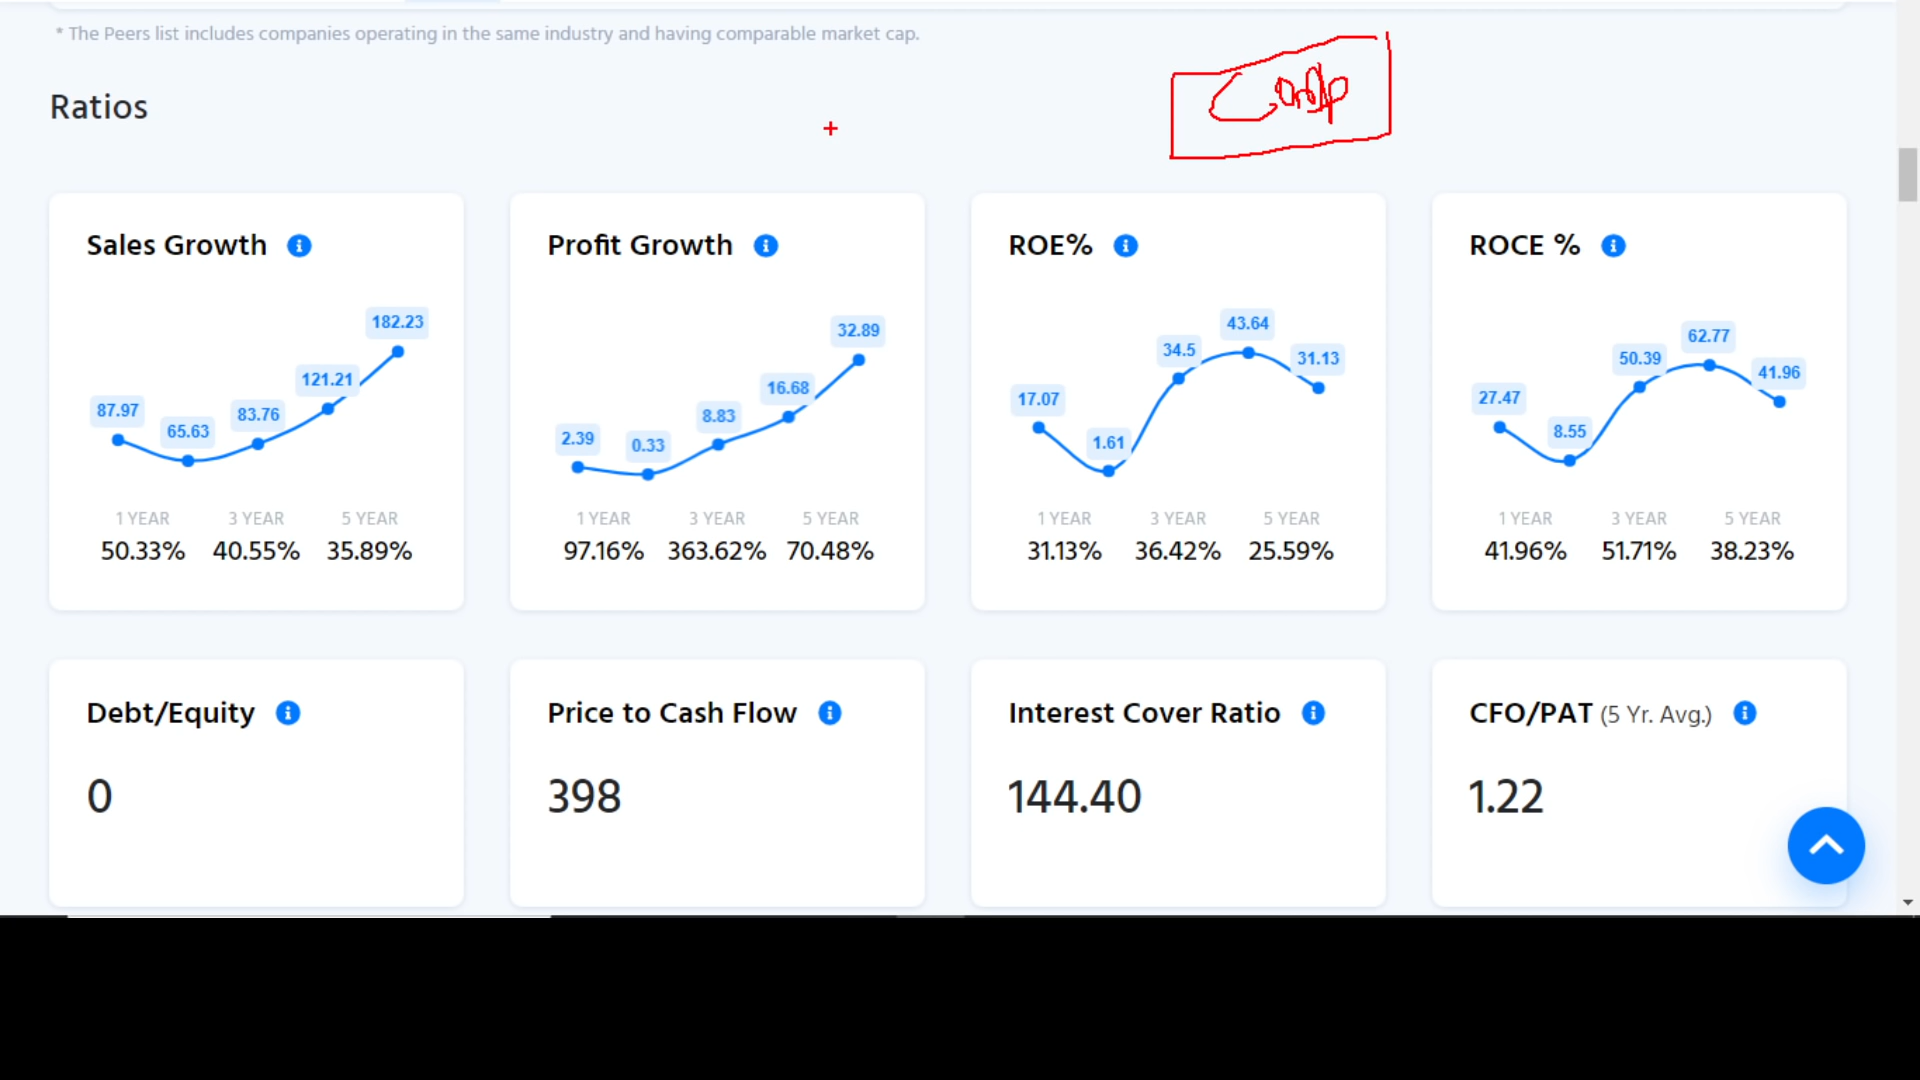 * The Peers list includes companies operating in the same industry and having comparable market cap.
Ratios
Comp
Sales Growth
182.23
121.21
87.97
83.76
65.63
1 YEAR 3 YEAR 5 YEAR
50.33% 40.55% 35.89%
Profit Growth
32.89
16.68
8.83
2.39
0.33
1 YEAR 3 YEAR 5 YEAR
97.16% 363.62% 70.48%
ROE%
43.64
34.5
31.13
17.07
1.61
1 YEAR 3 YEAR 5 YEAR
31.13% 36.42% 25.59%
ROCE %
62.77
50.39
41.96
27.47
8.55
1 YEAR 3 YEAR 5 YEAR
41.96% 51.71% 38.23%
Debt/Equity
0
Price to Cash Flow
398
Interest Cover Ratio
144.40
CFO/PAT (5 Yr. Avg.)
1.22